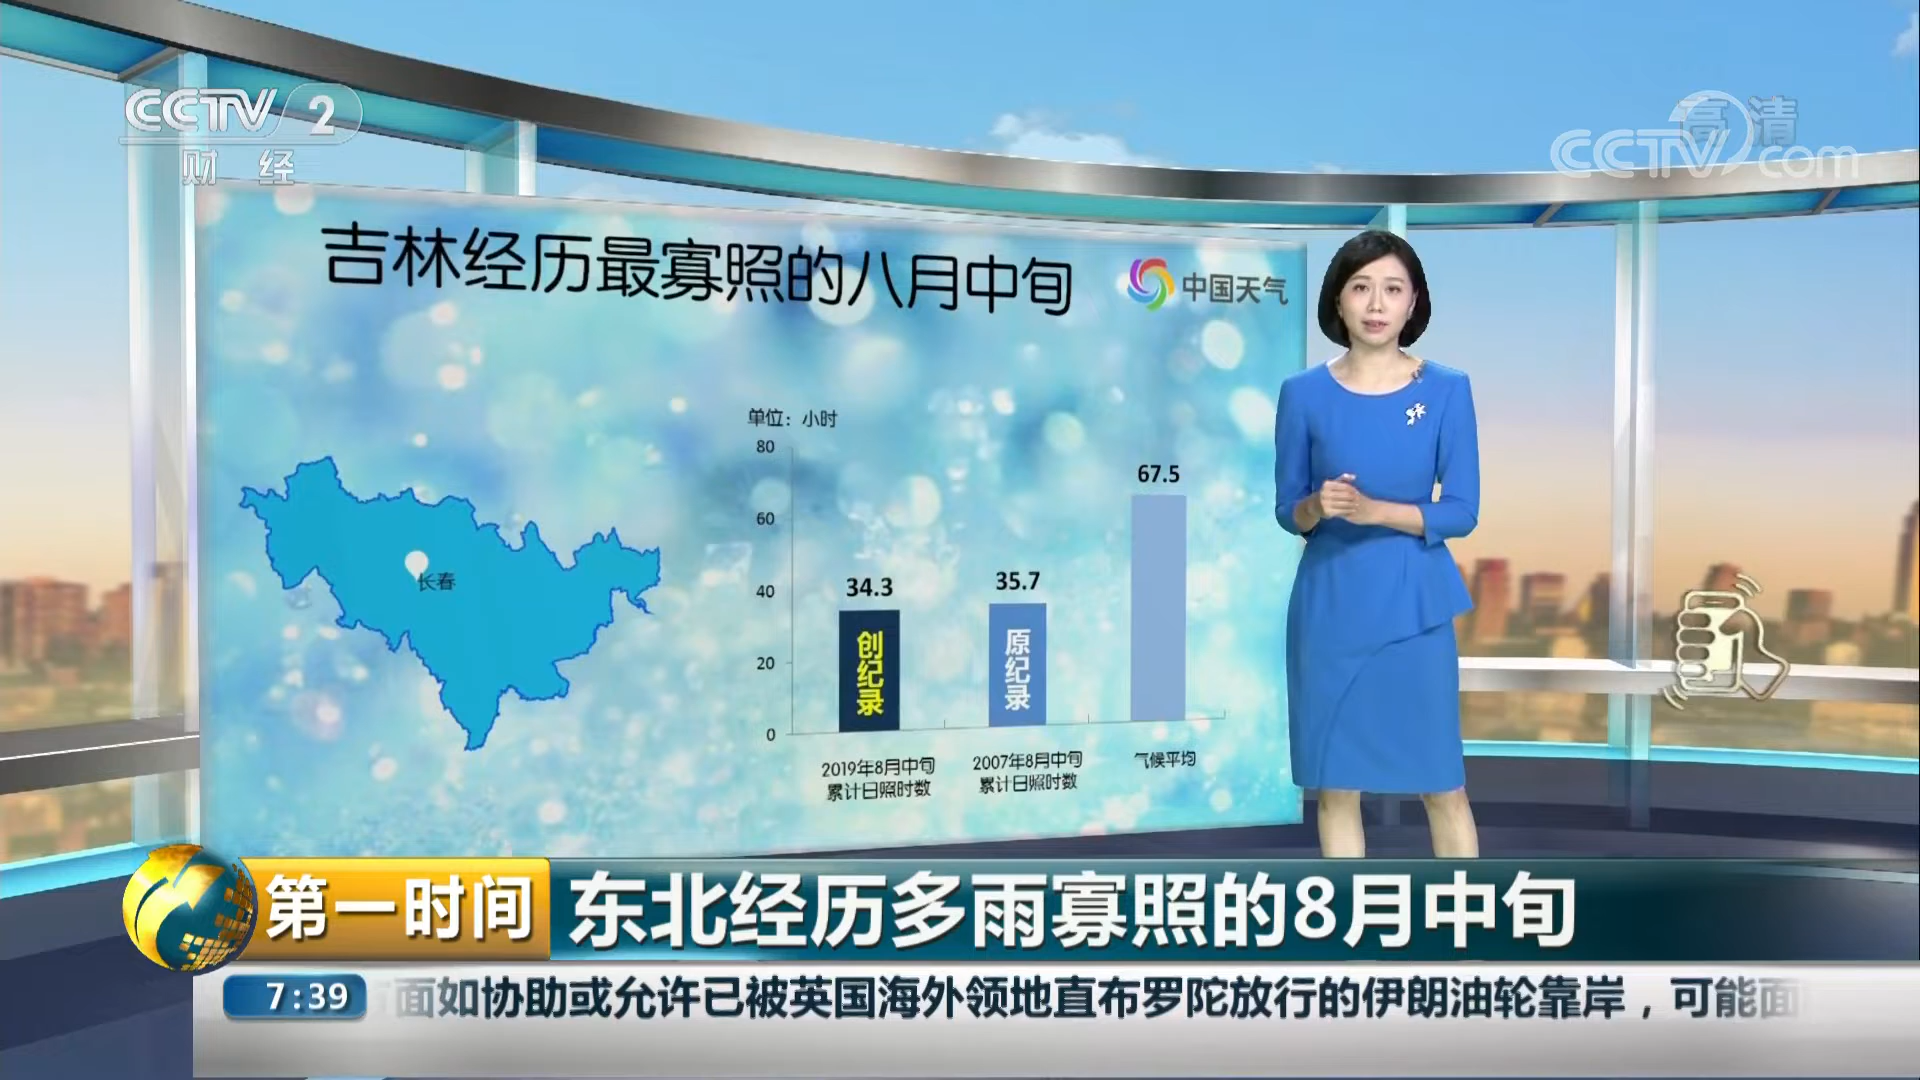 CCTV 2
财 经
高清
CCTV.com
吉林经历最寡照的八月中旬
中国天气
单位：小时
80
60
40
20
0
长春
34.3
35.7
67.5
创纪录
原纪录
2019年8月中旬
累计日照时数
2007年8月中旬
累计日照时数
气候平均
第一时间
东北经历多雨寡照的8月中旬
7:39
方面如协助或允许已被英国海外领地直布罗陀放行的伊朗油轮靠岸，可能面